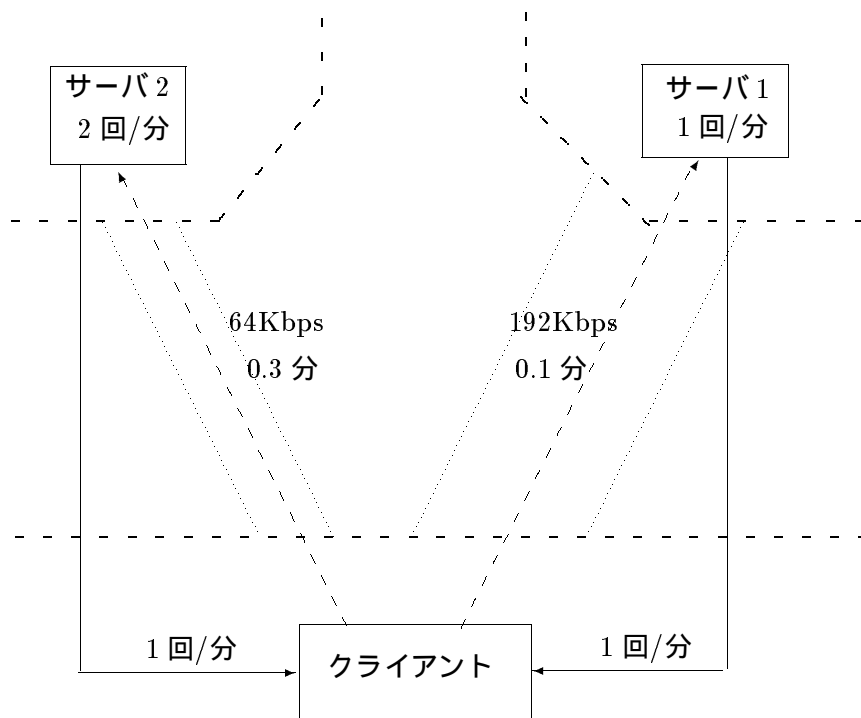 サーバ2
2 回/分
サーバ1
1 回/分
64Kbps
0.3 分
192Kbps
0.1 分
1 回/分
クライアント
1 回/分